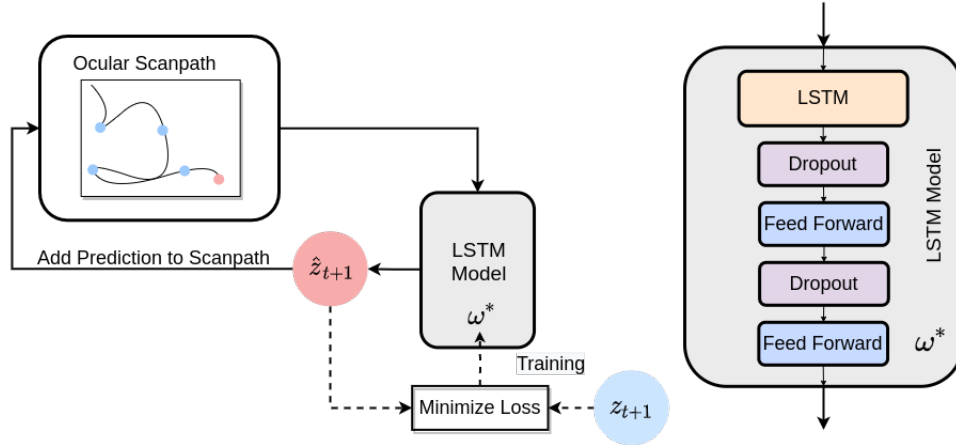 Ocular Scanpath
Add Prediction to Scanpath
ẑ_{t+1}
LSTM
Model
ω*
Training
Minimize Loss
z_{t+1}
LSTM
Dropout
Feed Forward
Dropout
Feed Forward
LSTM Model
ω*